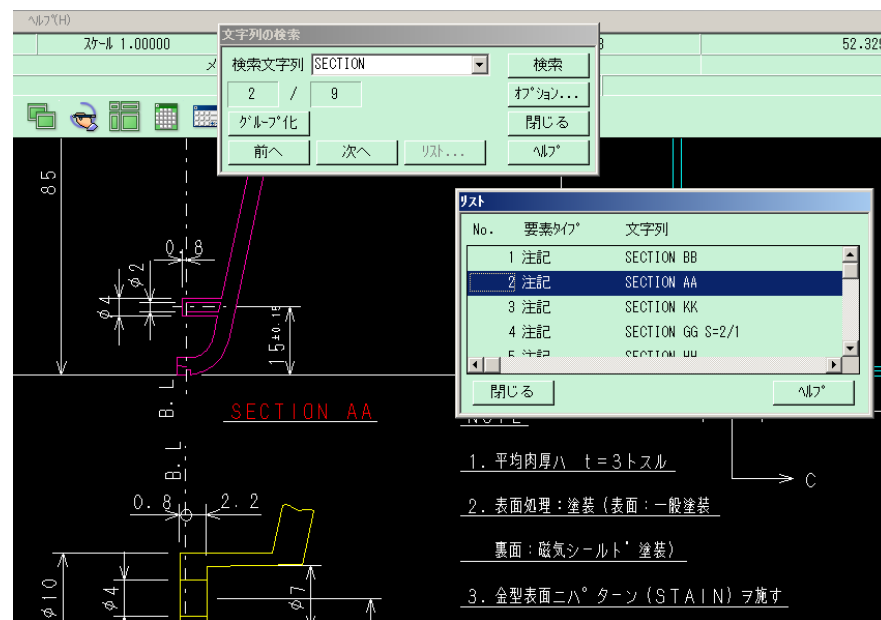 ﾍﾙﾌﾟ(H)
ｽｹｰﾙ 1.00000
52.329
文字列の検索
検索文字列 SECTION 検索
2 / 9 ｵﾌﾟｼｮﾝ...
ｸﾞﾙｰﾌﾟ化 閉じる
前へ 次へ ﾘｽﾄ... ﾍﾙﾌﾟ
ﾘｽﾄ
No. 要素ﾀｲﾌﾟ 文字列
1 注記 SECTION BB
2 注記 SECTION AA
3 注記 SECTION KK
4 注記 SECTION GG S=2/1
5 注記 SECTION HH
閉じる ﾍﾙﾌﾟ
85
0.8
φ2
φ4
15±0.15
B.L
SECTION AA
B.L
0.8 2.2
φ10
φ4
φ7
NOTE
1. 平均肉厚ハ t=3トスル
C
2. 表面処理:塗装(表面:一般塗装
裏面:磁気シールド塗装)
3. 金型表面ニパターン(STAIN)ヲ施す